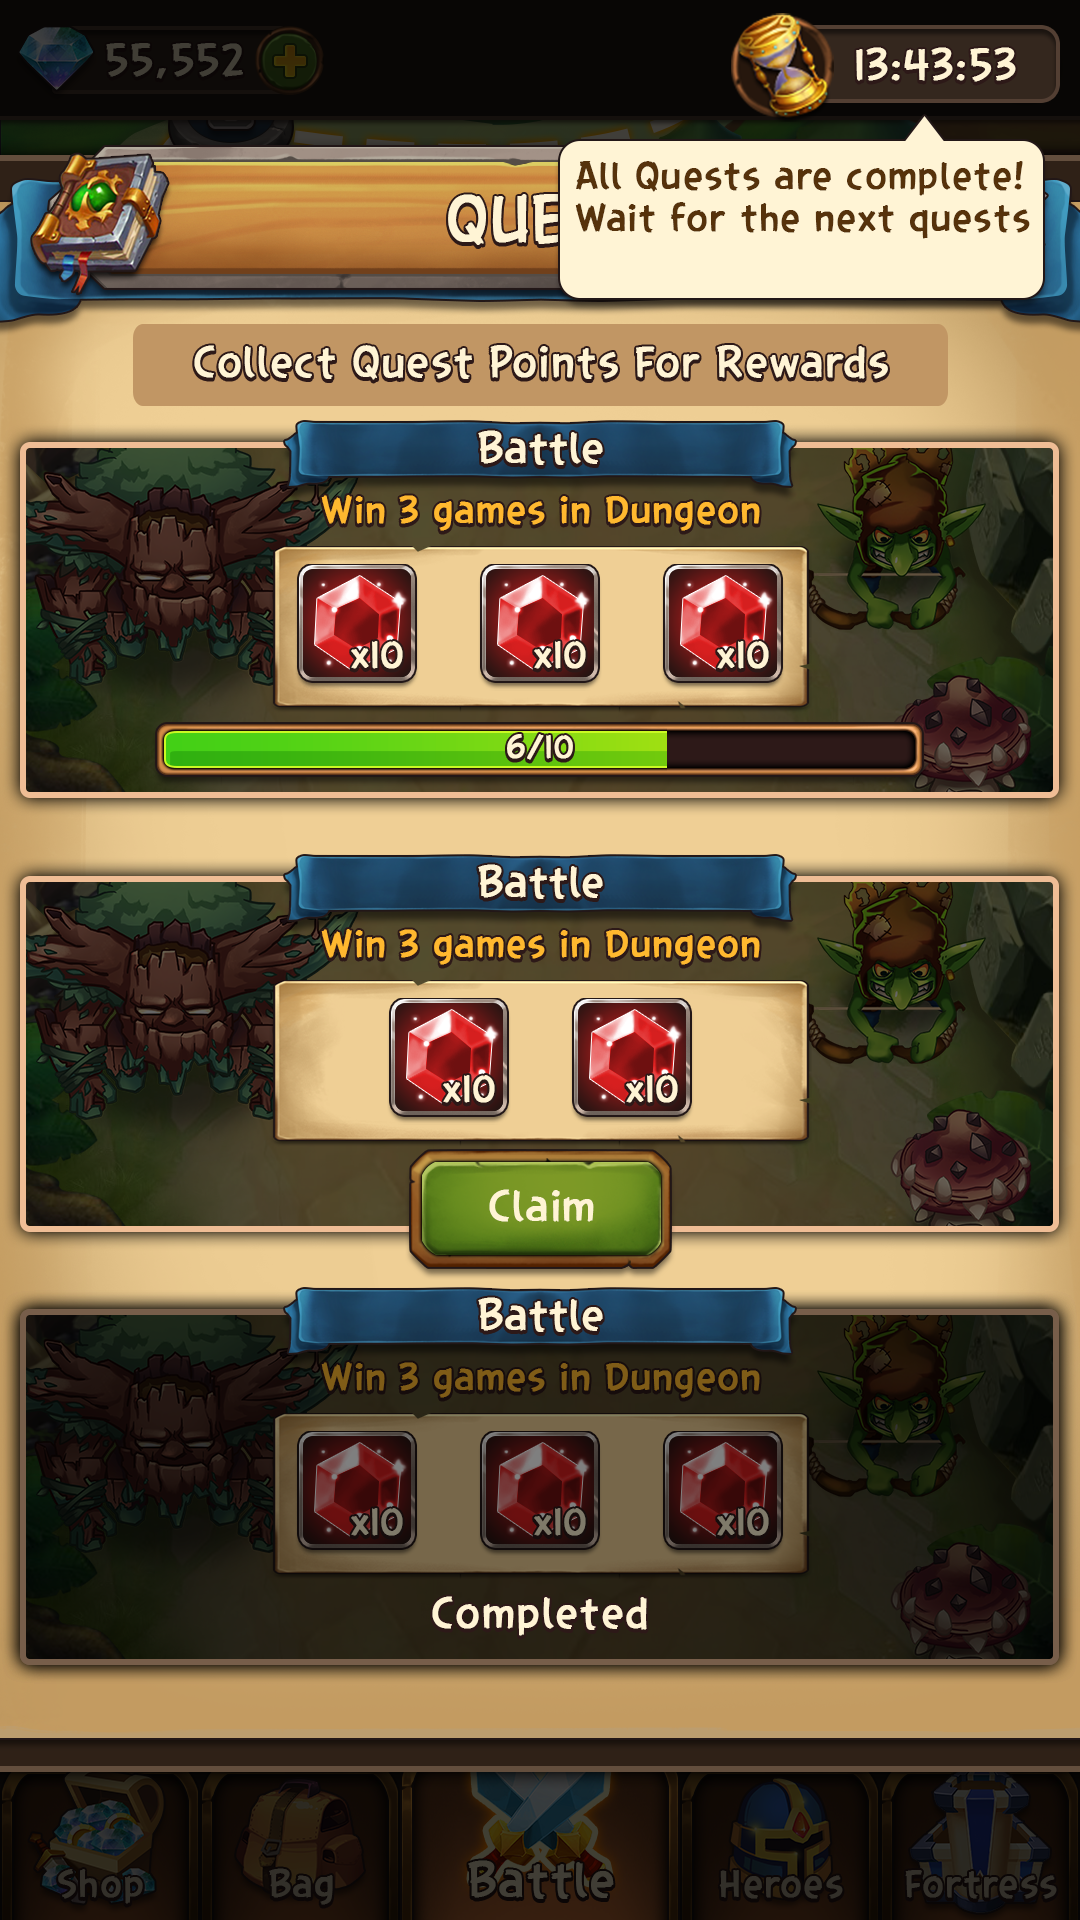 55,552
13:43:53
All Quests are complete!
Wait for the next quests
QUE
Collect Quest Points For Rewards
Battle
Win 3 games in Dungeon
x10 x10 x10
6/10
Battle
Win 3 games in Dungeon
x10 x10
Claim
Battle
Win 3 games in Dungeon
x10 x10 x10
Completed
Shop Bag Battle Heroes Fortress